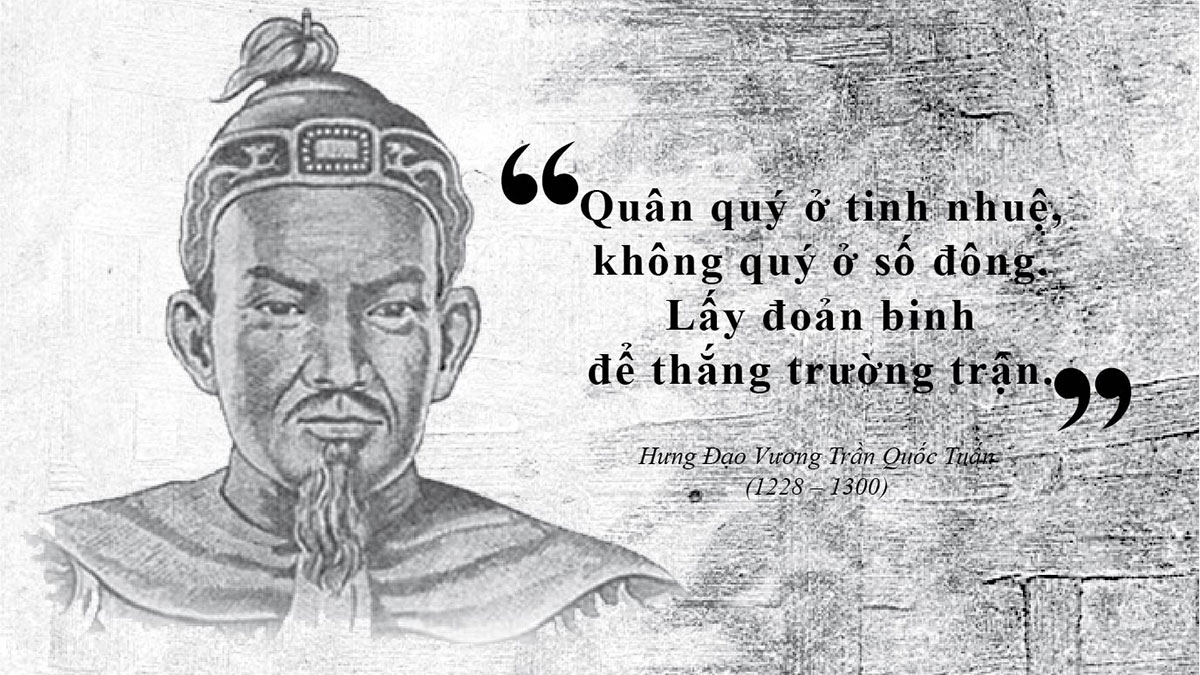 “Quân quý ở tinh nhuệ,
không quý ở số đông.
Lấy đoản binh
để thắng trường trận.”
Hưng Đạo Vương Trần Quốc Tuấn
(1228 – 1300)